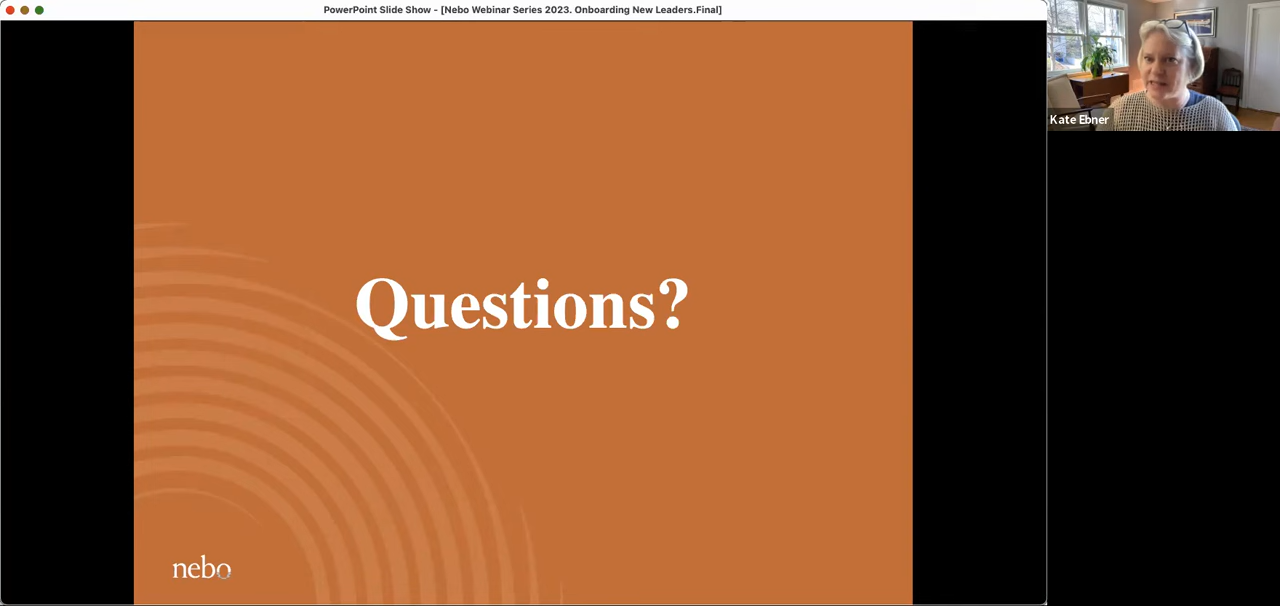 PowerPoint Slide Show - [Nebo Webinar Series 2023. Onboarding New Leaders.Final]
Kate Ebner
Questions?
nebo